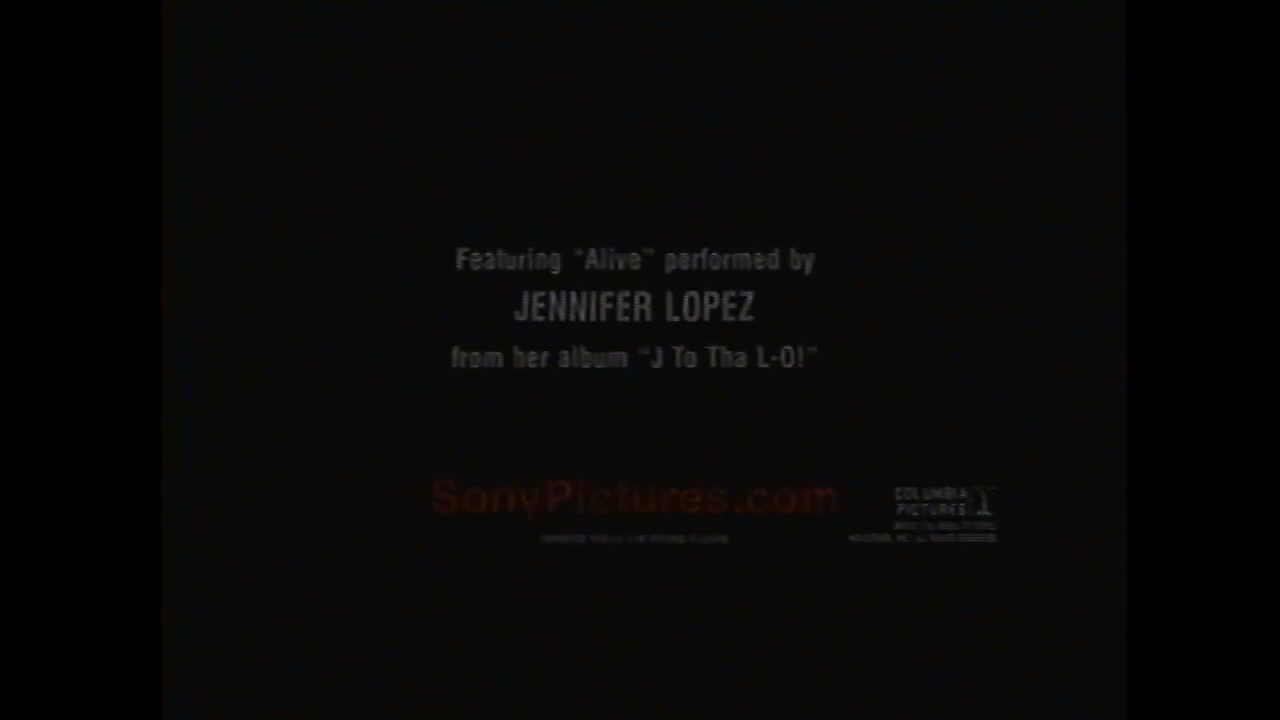 Featuring "Alive" performed by
JENNIFER LOPEZ
from her album "J To Tha L-O!"
SonyPictures.com
COLUMBIA
PICTURES